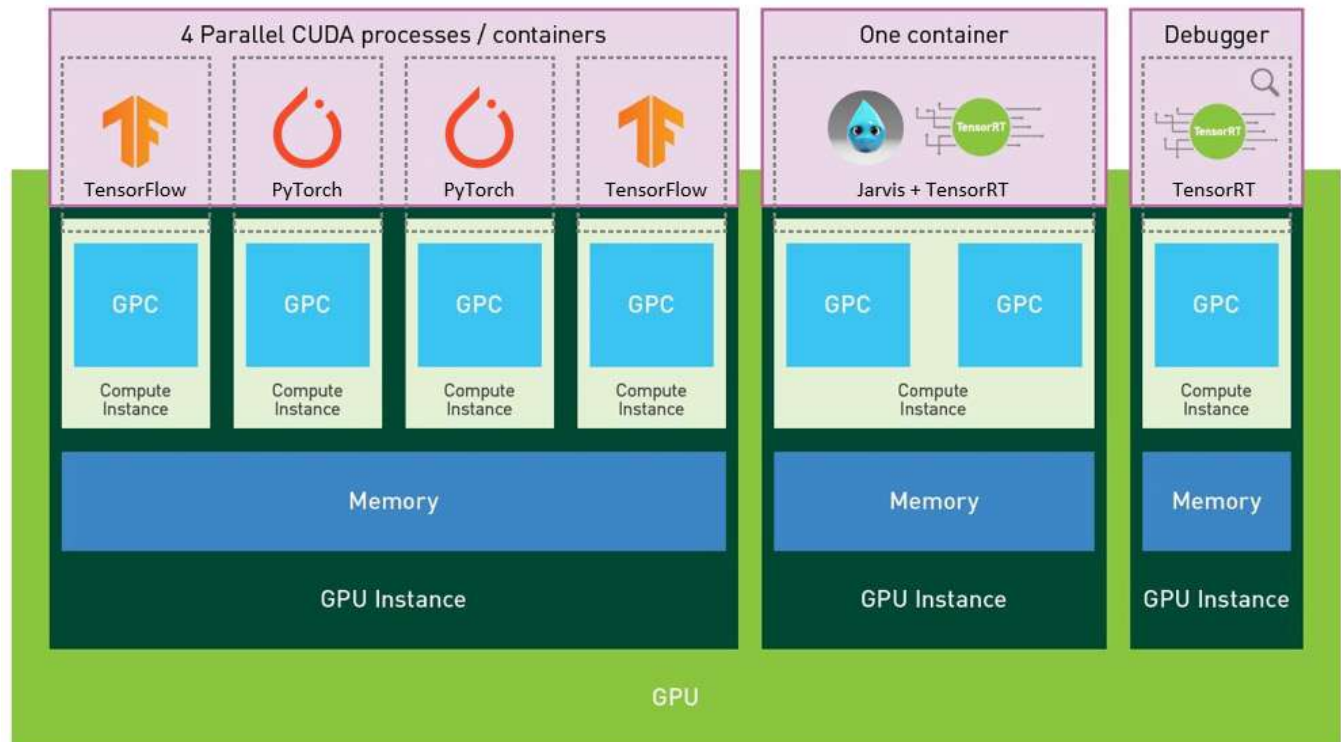 4 Parallel CUDA processes / containers
TensorFlow
PyTorch
PyTorch
TensorFlow
GPC
GPC
GPC
GPC
Compute
Instance
Compute
Instance
Compute
Instance
Compute
Instance
Memory
GPU Instance
One container
TensorRT
Jarvis + TensorRT
GPC
GPC
Compute
Instance
Memory
GPU Instance
Debugger
TensorRT
TensorRT
GPC
Compute
Instance
Memory
GPU Instance
GPU